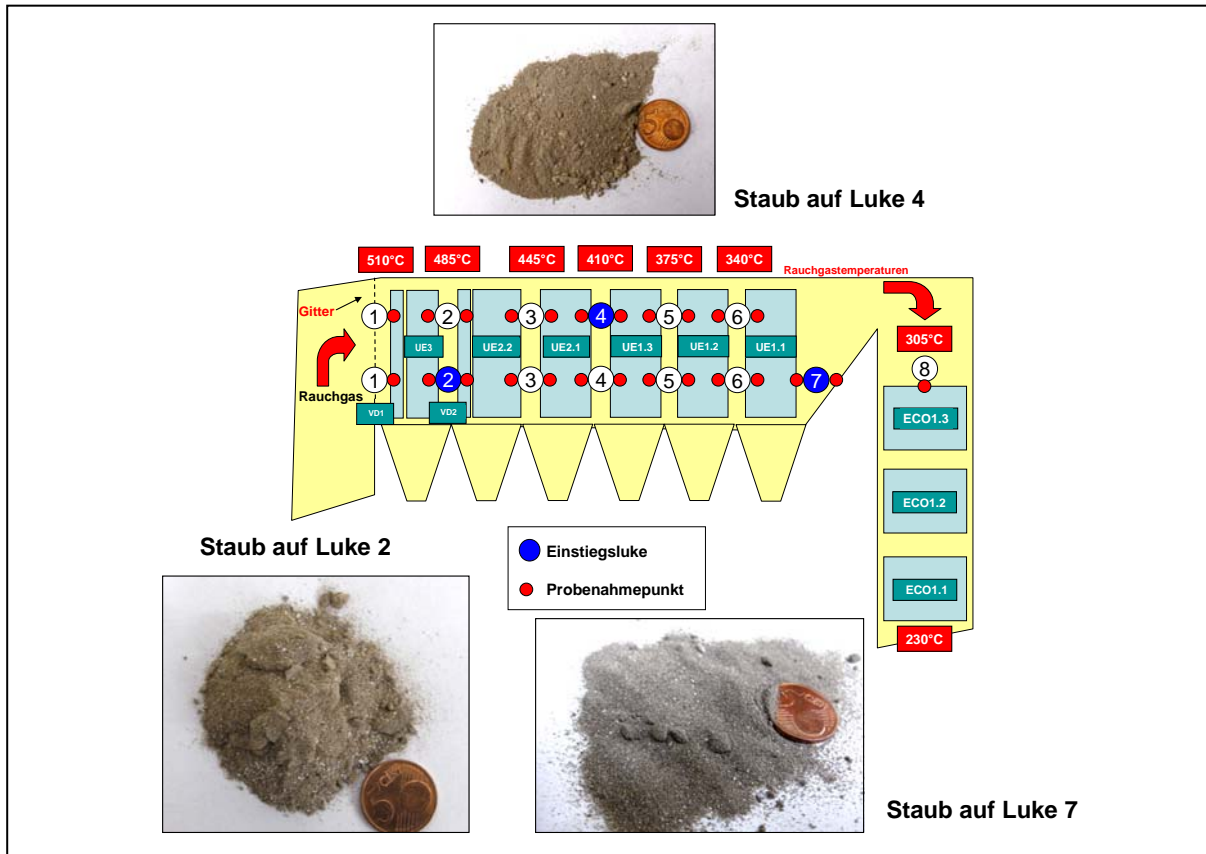 Staub auf Luke 4
510°C 485°C 445°C 410°C 375°C 340°C
Rauchgastemperaturen
Gitter
305°C
1 2 3 4 5 6
8
UE3 UE2.2 UE2.1 UE1.3 UE1.2 UE1.1
1 2 3 4 5 6 7
Rauchgas
VD1 VD2
ECO1.3
ECO1.2
ECO1.1
230°C
Einstiegsluke
Probenahmepunkt
Staub auf Luke 2
5
5
5
Staub auf Luke 7